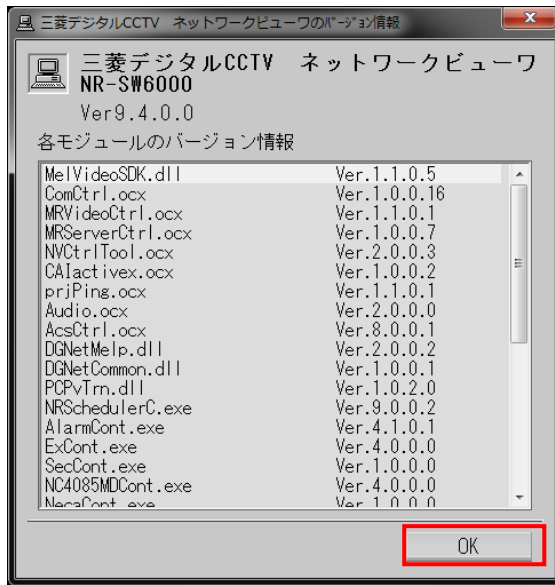 三菱デジタルCCTV　ネットワークビューワのﾊﾞｰｼﾞｮﾝ情報
三菱デジタルCCTV　ネットワークビューワ
NR-SW6000
Ver9.4.0.0
各モジュールのバージョン情報
MelVideoSDK.dll Ver.1.1.0.5
ComCtrl.ocx Ver.1.0.0.16
MRVideoCtrl.ocx Ver.1.1.0.1
MRServerCtrl.ocx Ver.1.0.0.7
NVCtrlTool.ocx Ver.2.0.0.3
CAIactivex.ocx Ver.1.0.0.2
prjPing.ocx Ver.1.1.0.1
Audio.ocx Ver.2.0.0.0
AcsCtrl.ocx Ver.8.0.0.1
DGNetMelp.dll Ver.2.0.0.2
DGNetCommon.dll Ver.1.0.0.1
PCPvTrn.dll Ver.1.0.2.0
NRSchedulerC.exe Ver.9.0.0.2
AlarmCont.exe Ver.4.1.0.1
ExCont.exe Ver.4.0.0.0
SecCont.exe Ver.1.0.0.0
NC4085MDCont.exe Ver.4.0.0.0
NecaCont.exe Ver.1.0.0.0
OK